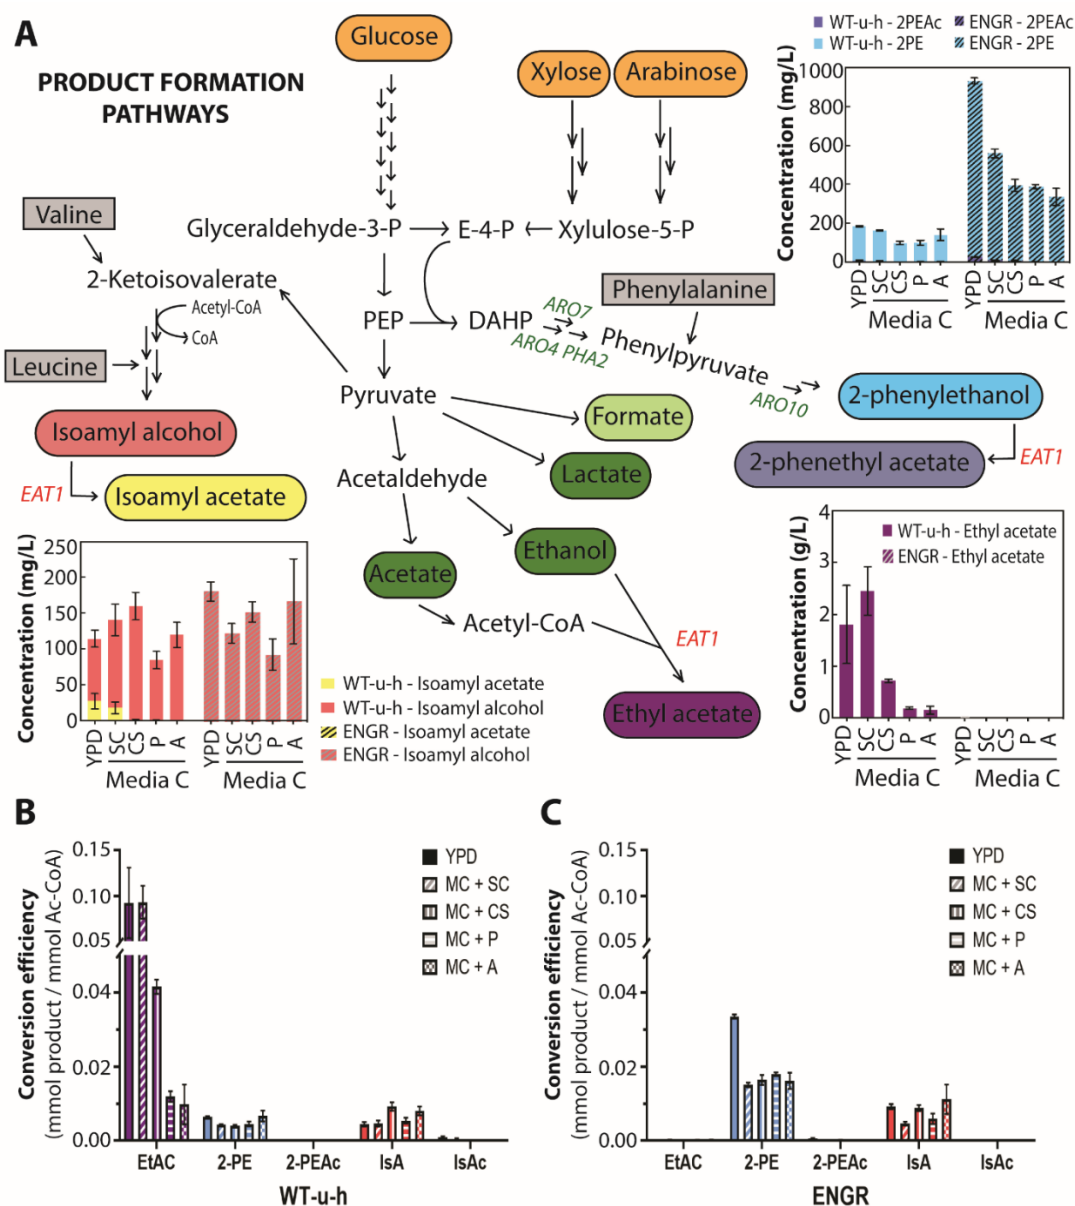 A
PRODUCT FORMATION
PATHWAYS
Glucose
Xylose
Arabinose
WT-u-h - 2PEAc
ENGR - 2PEAc
WT-u-h - 2PE
ENGR - 2PE
Concentration (mg/L)
1000
800
600
400
200
0
YPD
SC
CS
P
A
YPD
SC
CS
P
A
Media C
Media C
Valine
Glyceraldehyde-3-P
E-4-P
Xylulose-5-P
2-Ketoisovalerate
Acetyl-CoA
CoA
Phenylalanine
PEP
DAHP
ARO7
ARO4 PHA2
Phenylpyruvate
ARO10
Leucine
Pyruvate
2-phenylethanol
Formate
Isoamyl alcohol
EAT1
2-phenethyl acetate
EAT1
Lactate
Acetaldehyde
Isoamyl acetate
Ethanol
Acetate
Acetyl-CoA
EAT1
Ethyl acetate
Concentration (mg/L)
250
200
150
100
50
0
YPD
SC
CS
P
A
YPD
SC
CS
P
A
Media C
Media C
WT-u-h - Isoamyl acetate
WT-u-h - Isoamyl alcohol
ENGR - Isoamyl acetate
ENGR - Isoamyl alcohol
Concentration (g/L)
4
3
2
1
0
WT-u-h - Ethyl acetate
ENGR - Ethyl acetate
YPD
SC
CS
P
A
YPD
SC
CS
P
A
Media C
Media C
B
Conversion efficiency
(mmol product / mmol Ac-CoA)
0.15
0.10
0.05
0.04
0.02
0.00
YPD
MC + SC
MC + CS
MC + P
MC + A
EtAC
2-PE
2-PEAc
IsA
IsAc
WT-u-h
C
Conversion efficiency
(mmol product / mmol Ac-CoA)
0.15
0.10
0.05
0.04
0.02
0.00
YPD
MC + SC
MC + CS
MC + P
MC + A
EtAC
2-PE
2-PEAc
IsA
IsAc
ENGR